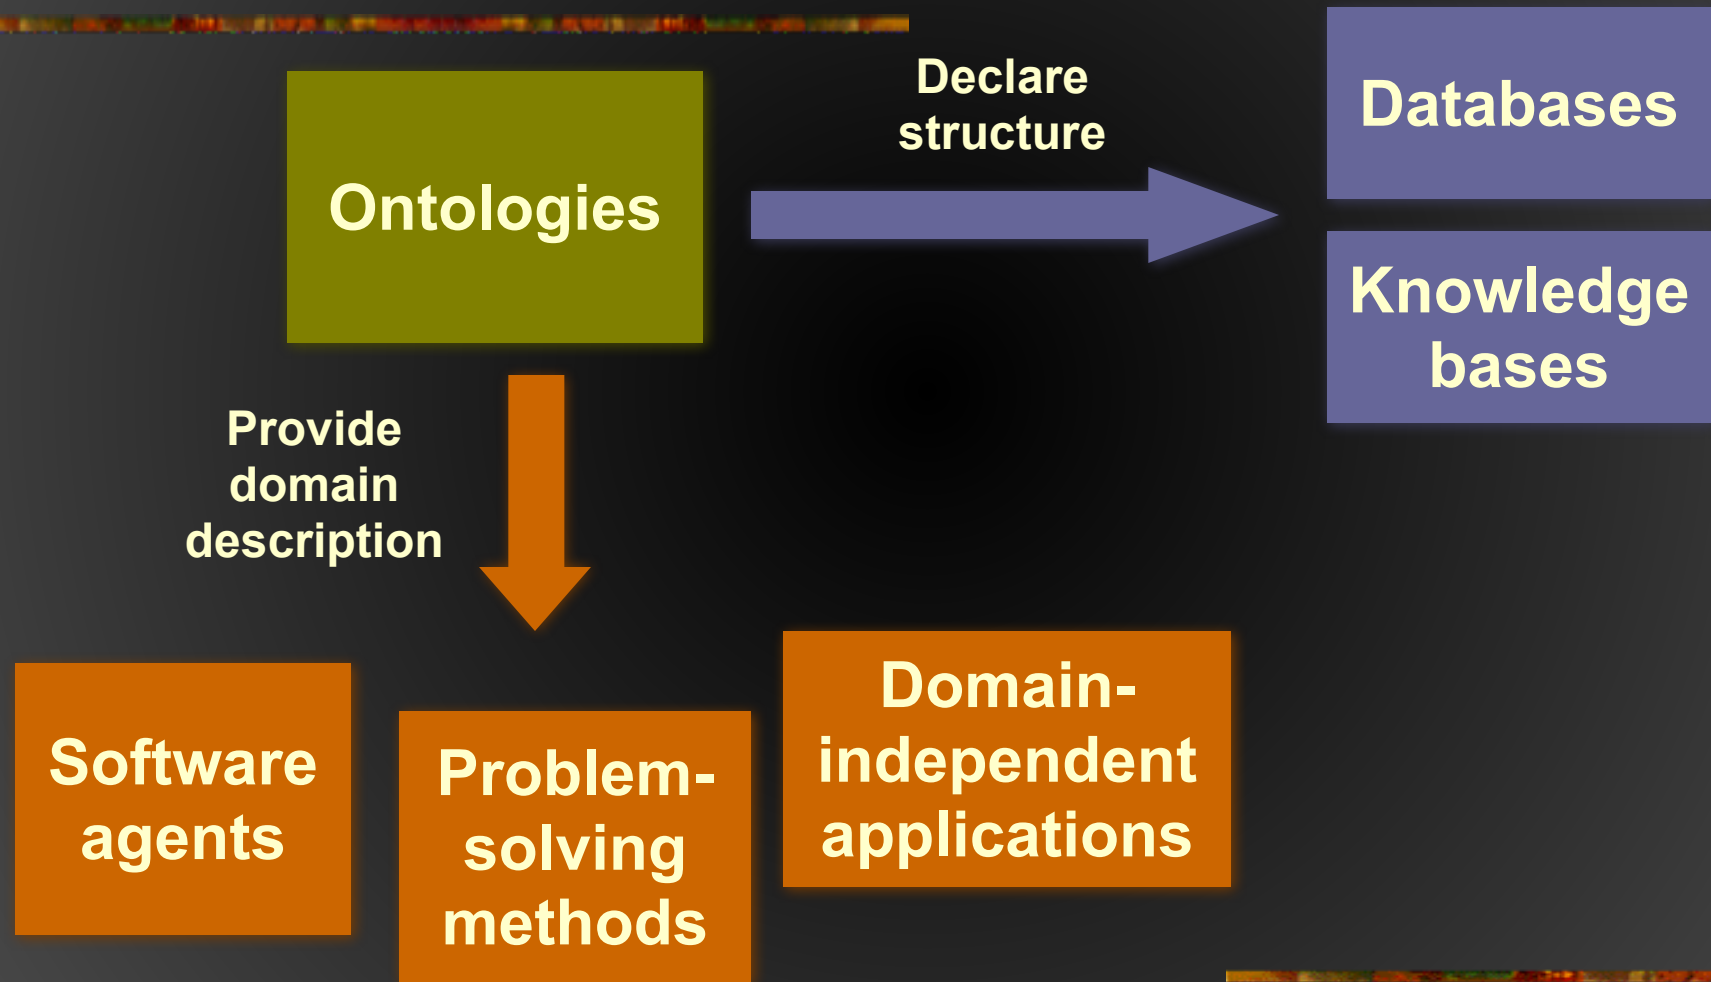 Ontologies
Declare
structure
Databases
Knowledge
bases
Provide
domain
description
Software
agents
Problem-
solving
methods
Domain-
independent
applications